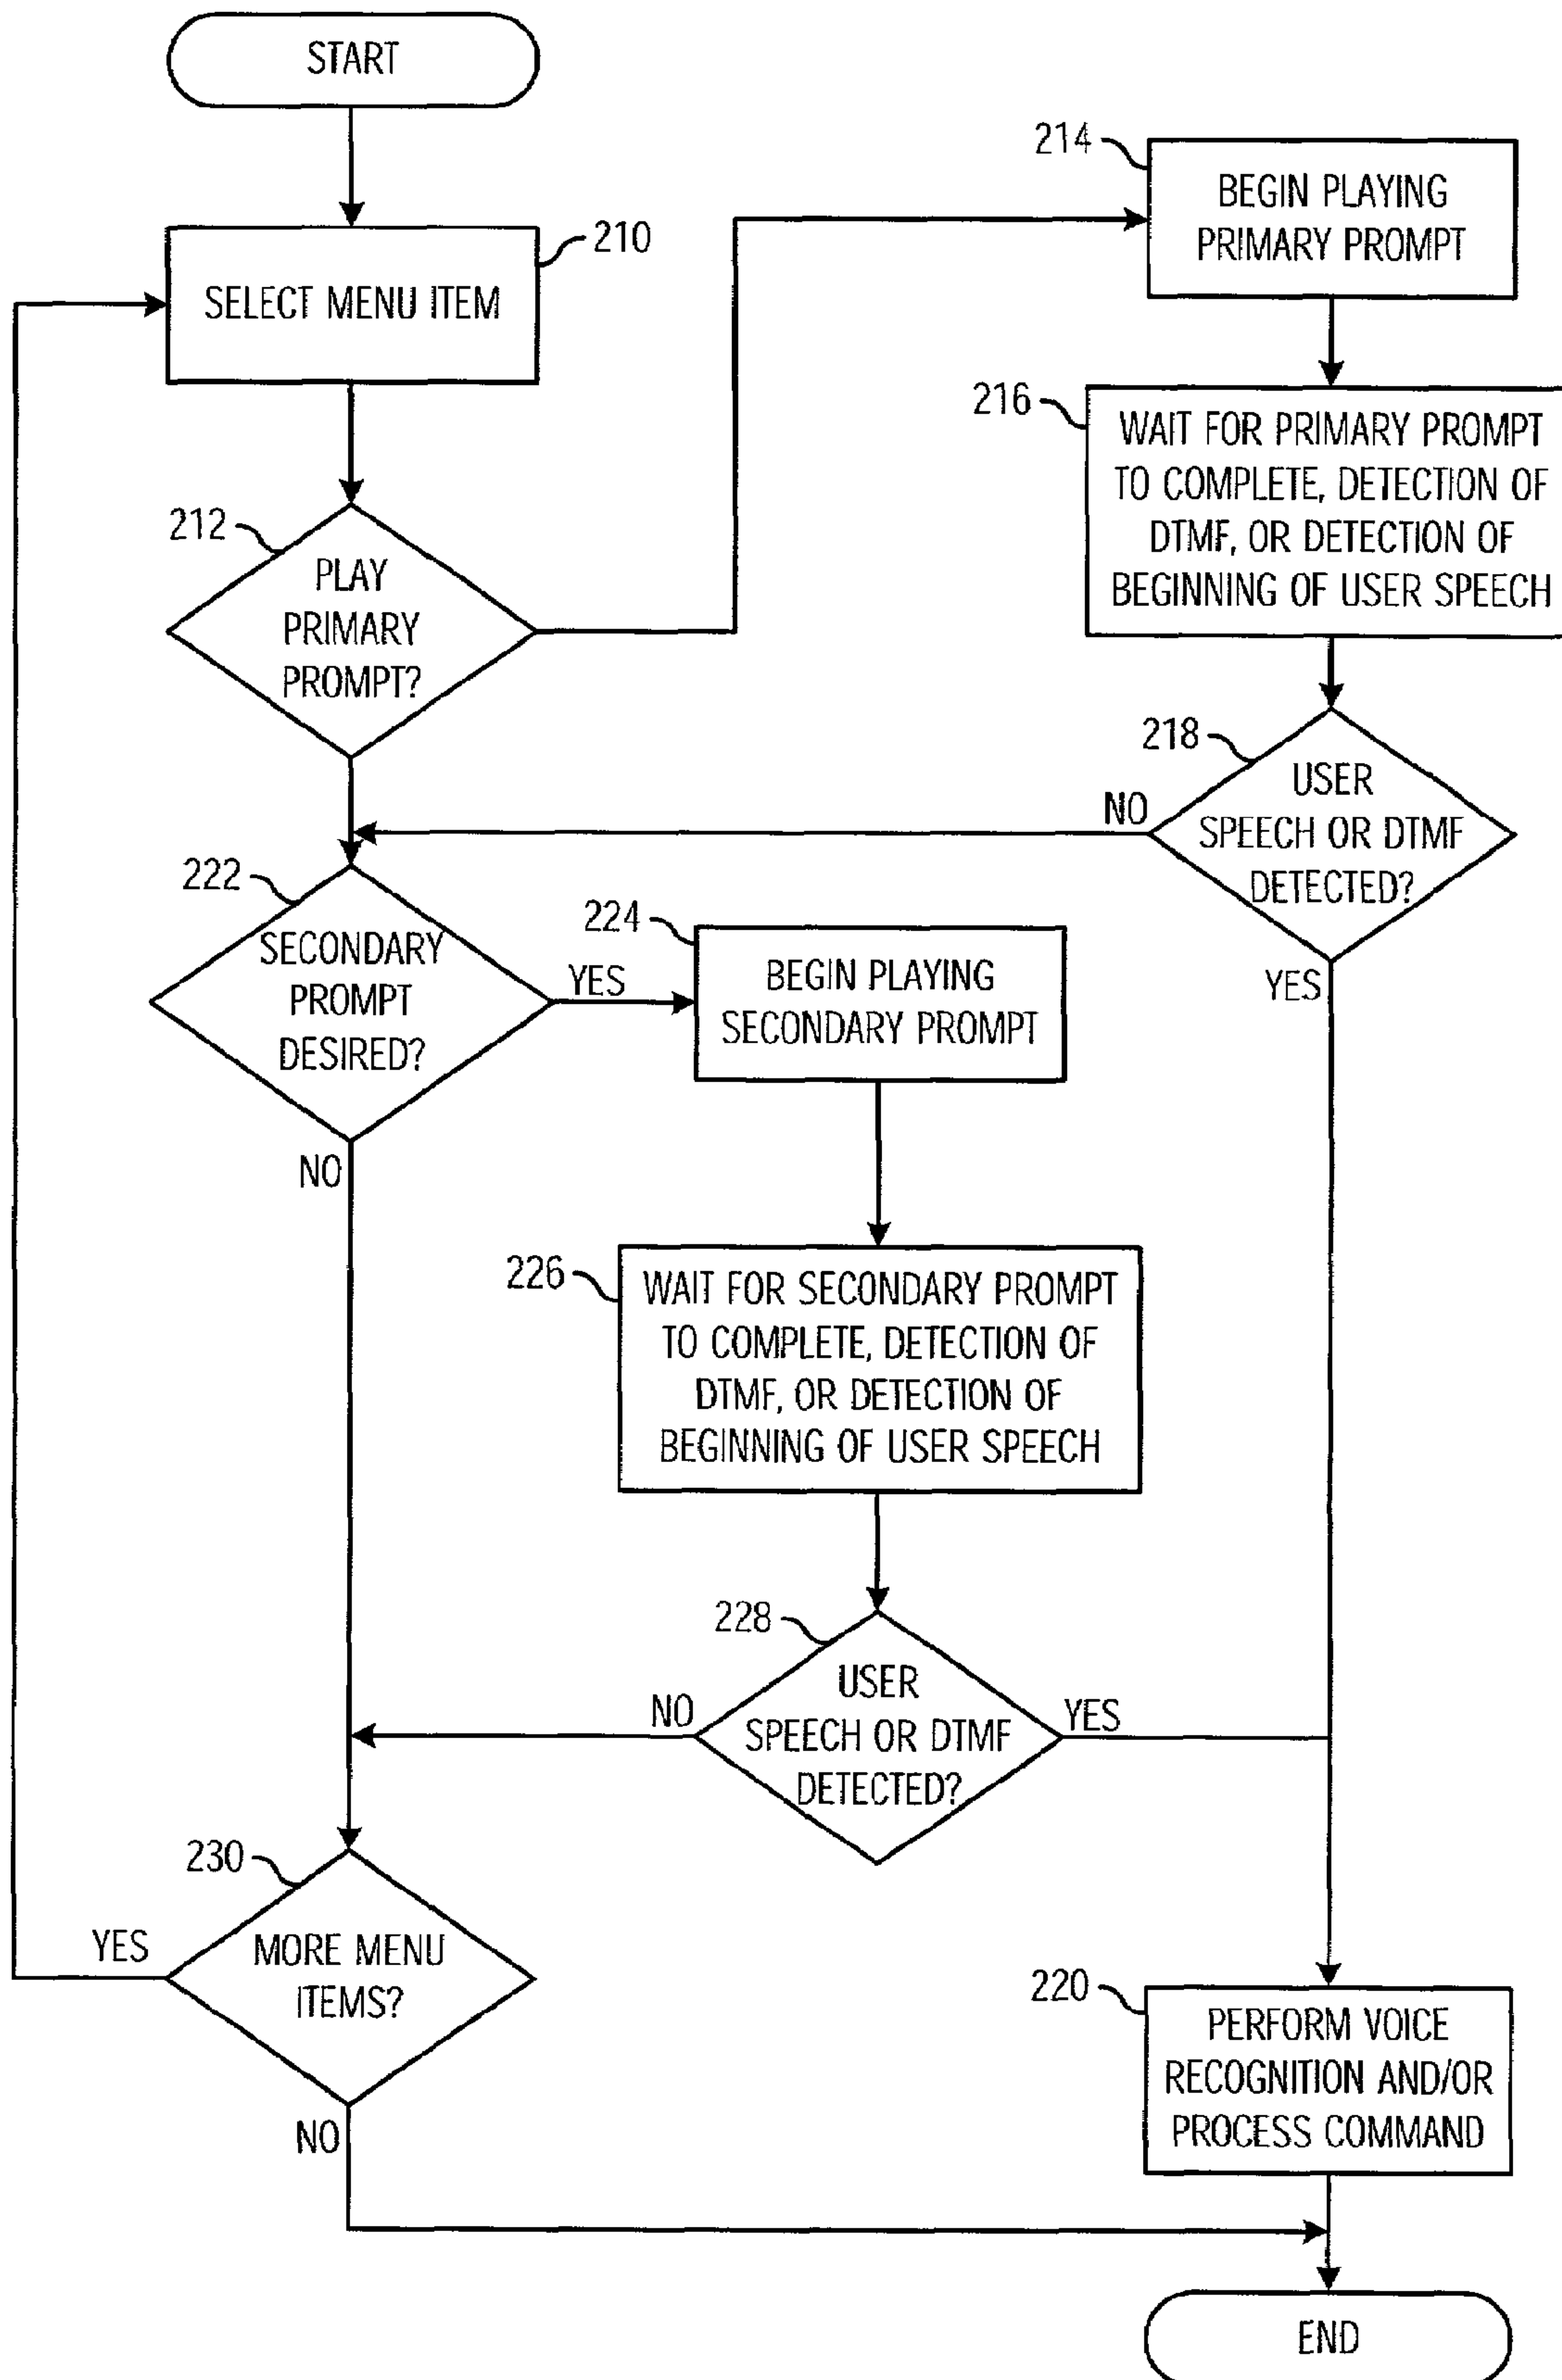 START
210
SELECT MENU ITEM
212
PLAY
PRIMARY
PROMPT?
214
BEGIN PLAYING
PRIMARY PROMPT
216
WAIT FOR PRIMARY PROMPT
TO COMPLETE, DETECTION OF
DTMF, OR DETECTION OF
BEGINNING OF USER SPEECH
218
USER
SPEECH OR DTMF
DETECTED?
NO
YES
222
SECONDARY
PROMPT
DESIRED?
YES
NO
224
BEGIN PLAYING
SECONDARY PROMPT
226
WAIT FOR SECONDARY PROMPT
TO COMPLETE, DETECTION OF
DTMF, OR DETECTION OF
BEGINNING OF USER SPEECH
228
USER
SPEECH OR DTMF
DETECTED?
NO
YES
230
MORE MENU
ITEMS?
YES
NO
220
PERFORM VOICE
RECOGNITION AND/OR
PROCESS COMMAND
END